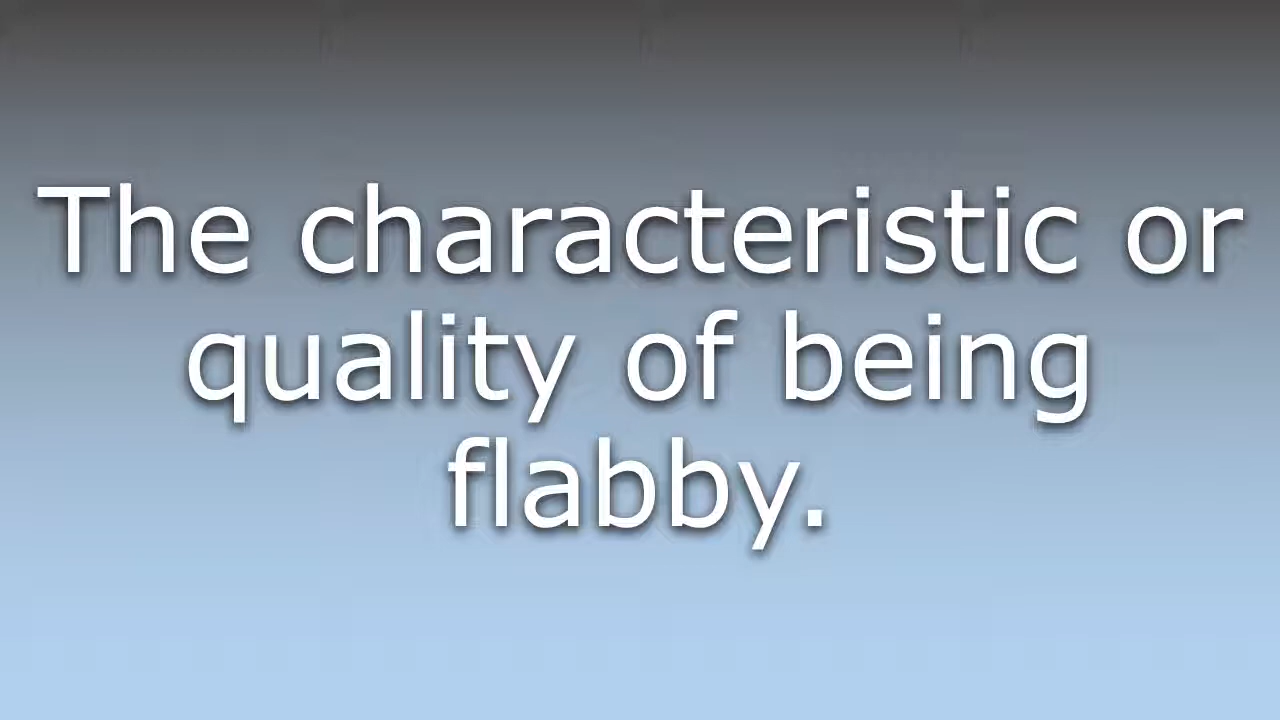 The characteristic or
quality of being
flabby.